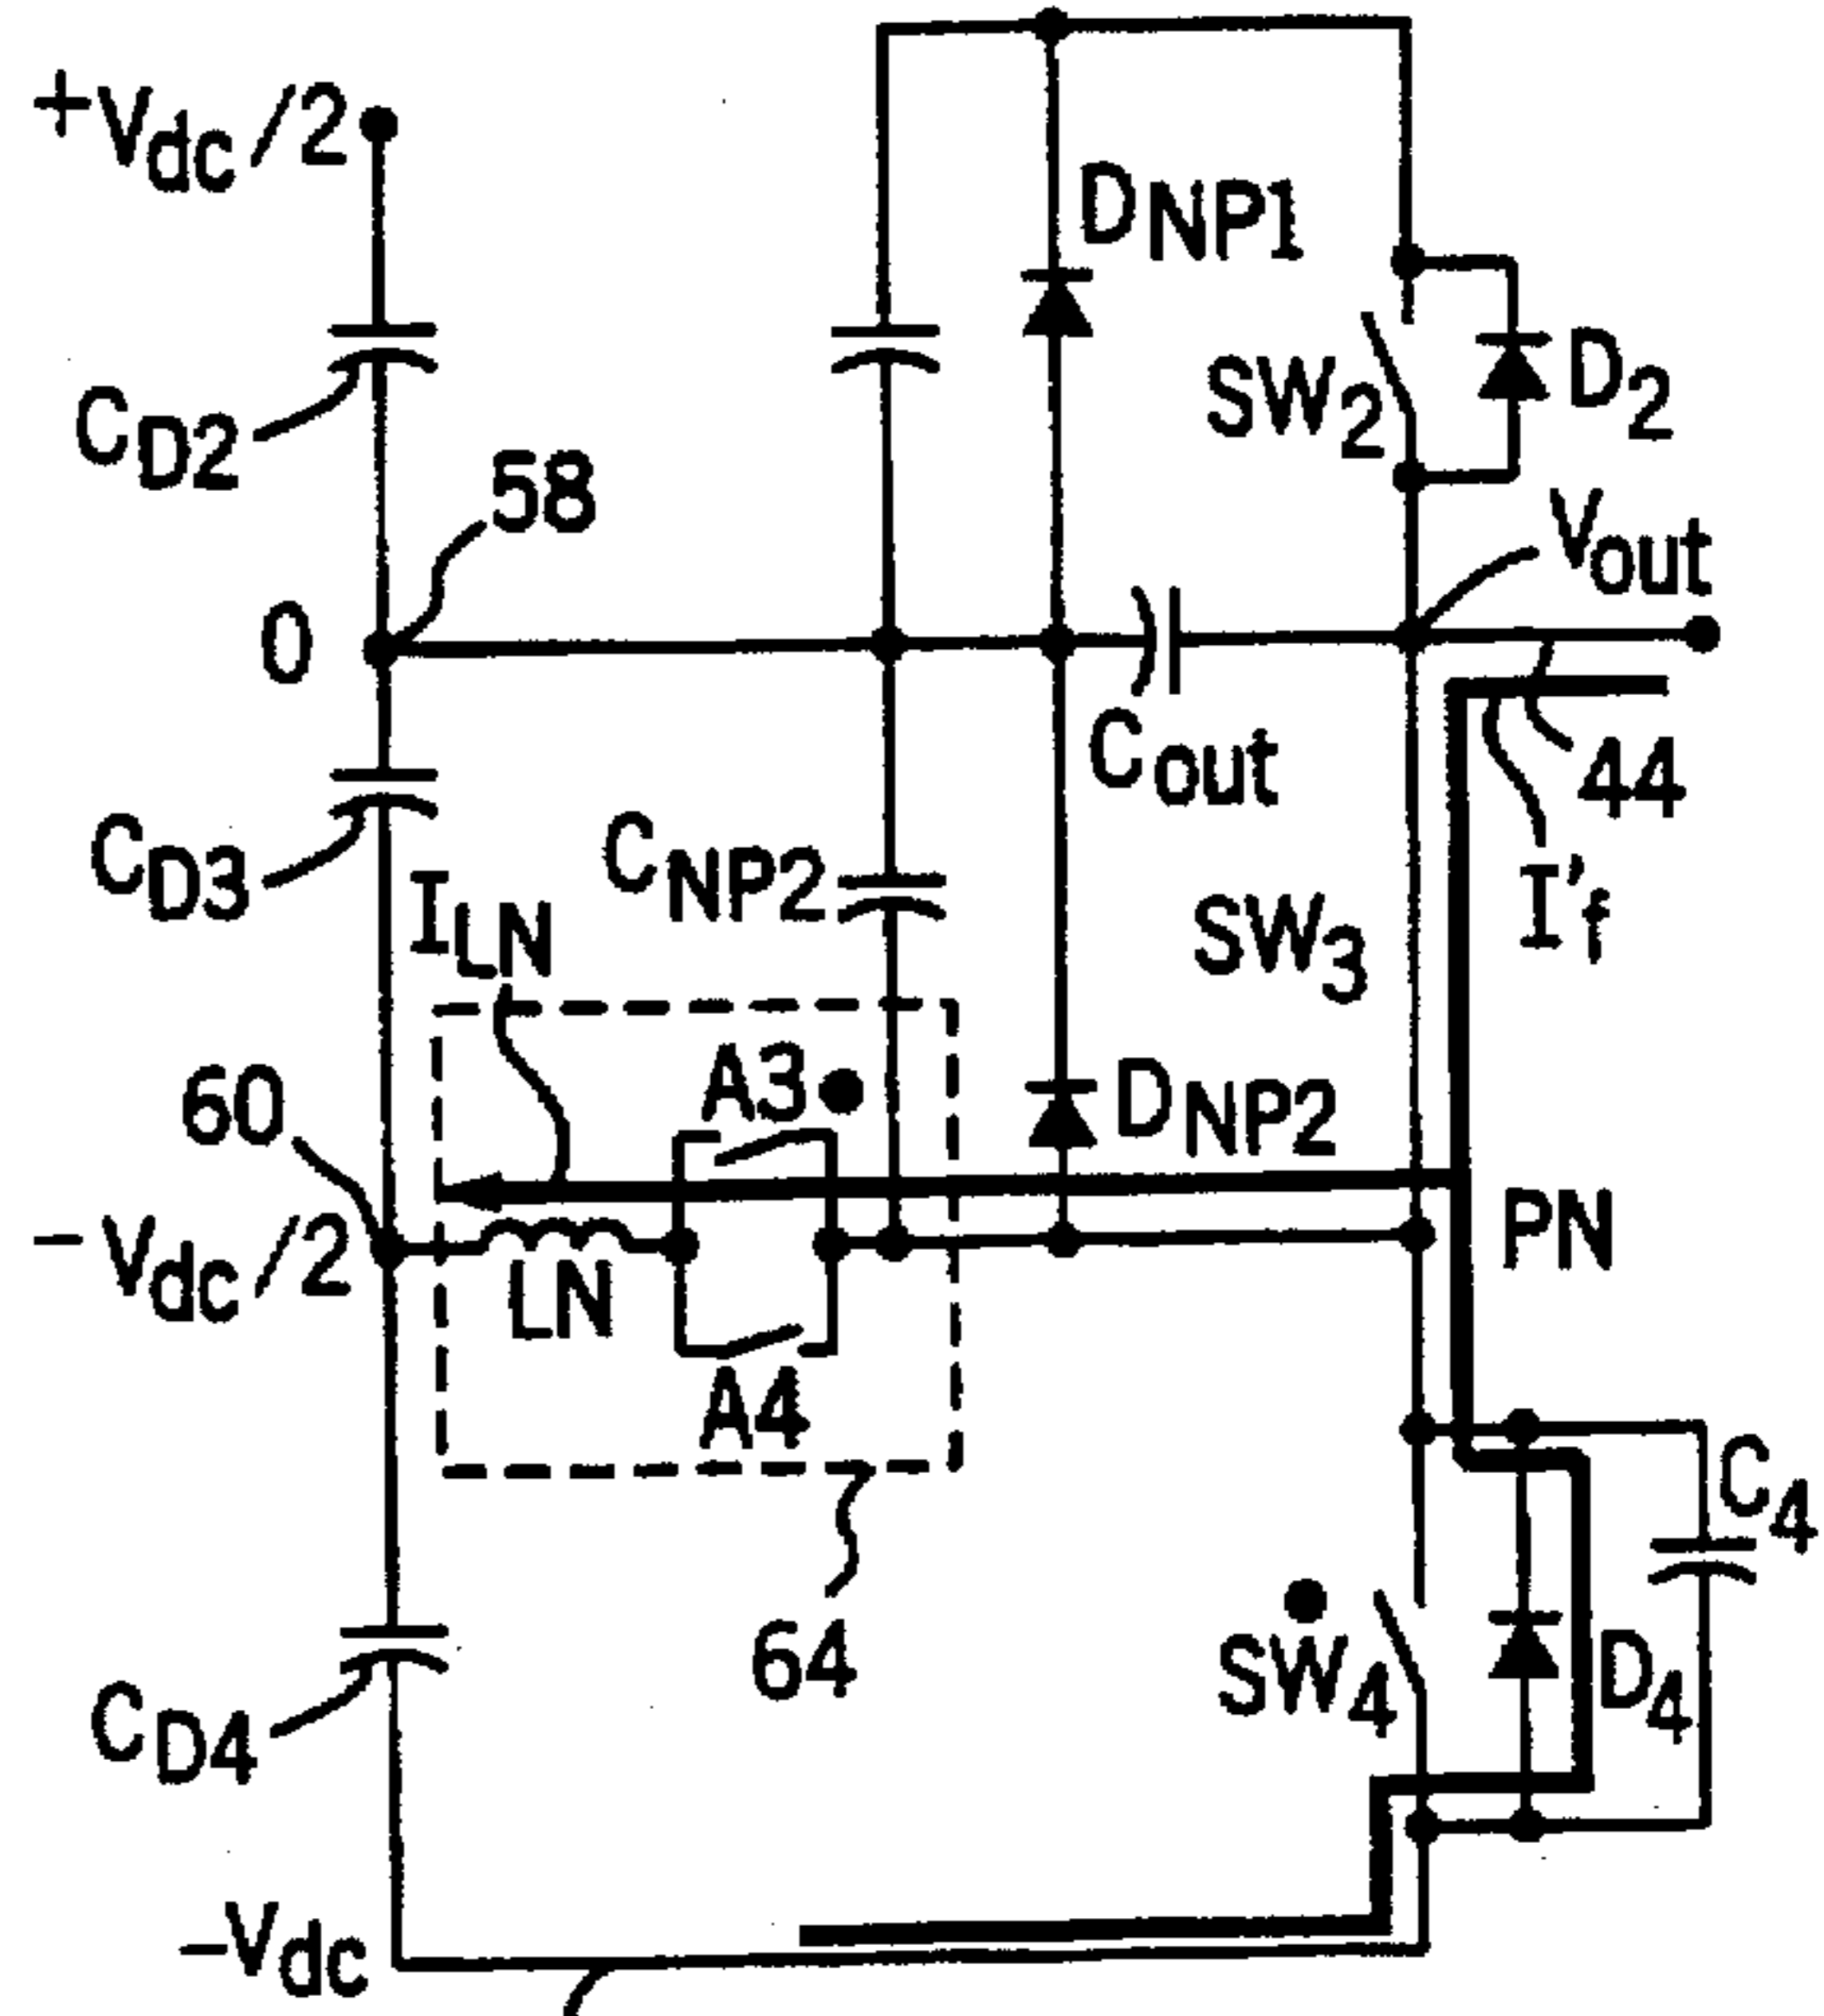 +Vdc/2
DNP1
CD2
SW2
D2
58
Vout
0
Cout
44
CD3
CNP2
I'f
ILN
SW3
60
A3
DNP2
-Vdc/2
LN
PN
A4
C4
64
SW4
D4
CD4
-Vdc